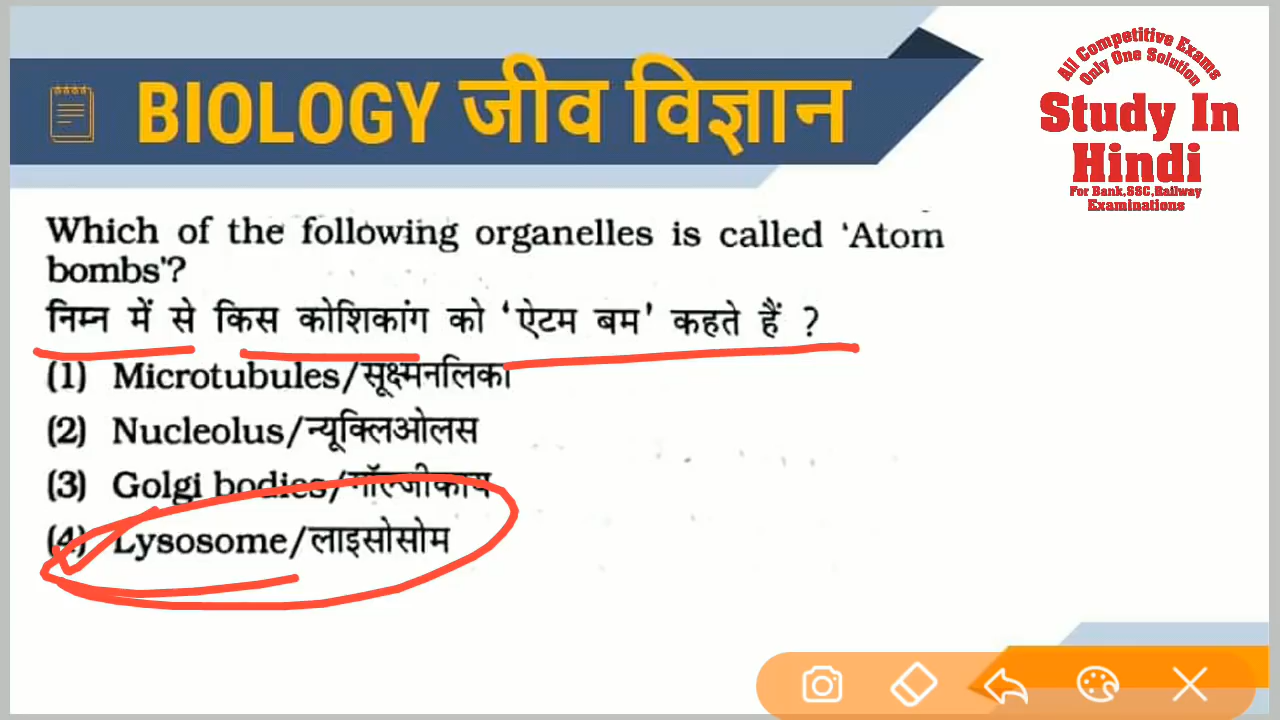 BIOLOGY जीव विज्ञान
All Competitive Exams
Only One Solution
Study In
Hindi
For Bank,SSC,Railway
Examinations
Which of the following organelles is called ‘Atom
bombs’?
निम्न में से किस कोशिकांग को ‘ऐटम बम’ कहते हैं ?
(1) Microtubules/सूक्ष्मनलिका
(2) Nucleolus/न्यूक्लिओलस
(3) Golgi bodies/गॉल्जीकाय
(4) Lysosome/लाइसोसोम